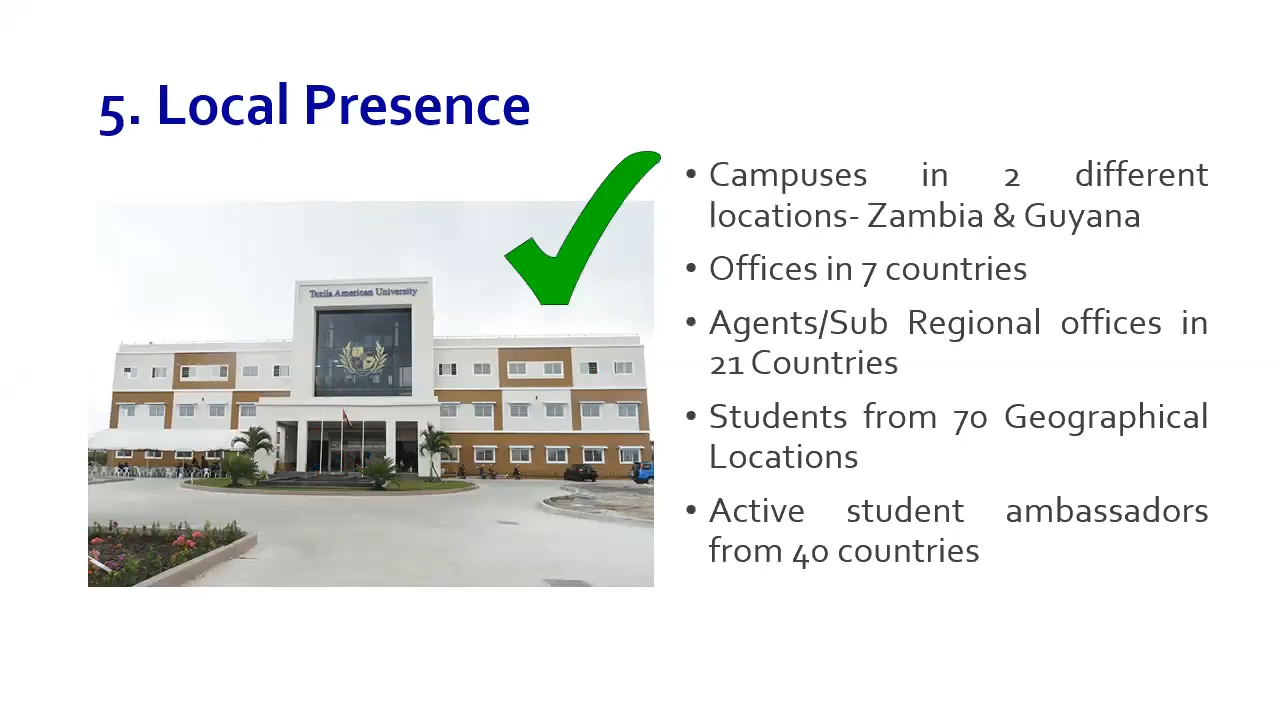 5. Local Presence
Texila American University
• Campuses in 2 different
locations- Zambia & Guyana
• Offices in 7 countries
• Agents/Sub Regional offices in
21 Countries
• Students from 70 Geographical
Locations
• Active student ambassadors
from 40 countries